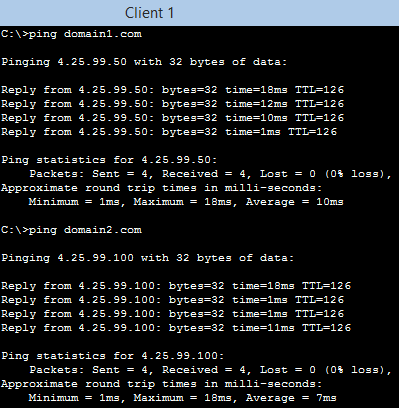 Client 1
C:\>ping domain1.com
Pinging 4.25.99.50 with 32 bytes of data:
Reply from 4.25.99.50: bytes=32 time=18ms TTL=126
Reply from 4.25.99.50: bytes=32 time=12ms TTL=126
Reply from 4.25.99.50: bytes=32 time=10ms TTL=126
Reply from 4.25.99.50: bytes=32 time=1ms TTL=126
Ping statistics for 4.25.99.50:
    Packets: Sent = 4, Received = 4, Lost = 0 (0% loss),
Approximate round trip times in milli-seconds:
    Minimum = 1ms, Maximum = 18ms, Average = 10ms
C:\>ping domain2.com
Pinging 4.25.99.100 with 32 bytes of data:
Reply from 4.25.99.100: bytes=32 time=18ms TTL=126
Reply from 4.25.99.100: bytes=32 time=1ms TTL=126
Reply from 4.25.99.100: bytes=32 time=1ms TTL=126
Reply from 4.25.99.100: bytes=32 time=11ms TTL=126
Ping statistics for 4.25.99.100:
    Packets: Sent = 4, Received = 4, Lost = 0 (0% loss),
Approximate round trip times in milli-seconds:
    Minimum = 1ms, Maximum = 18ms, Average = 7ms